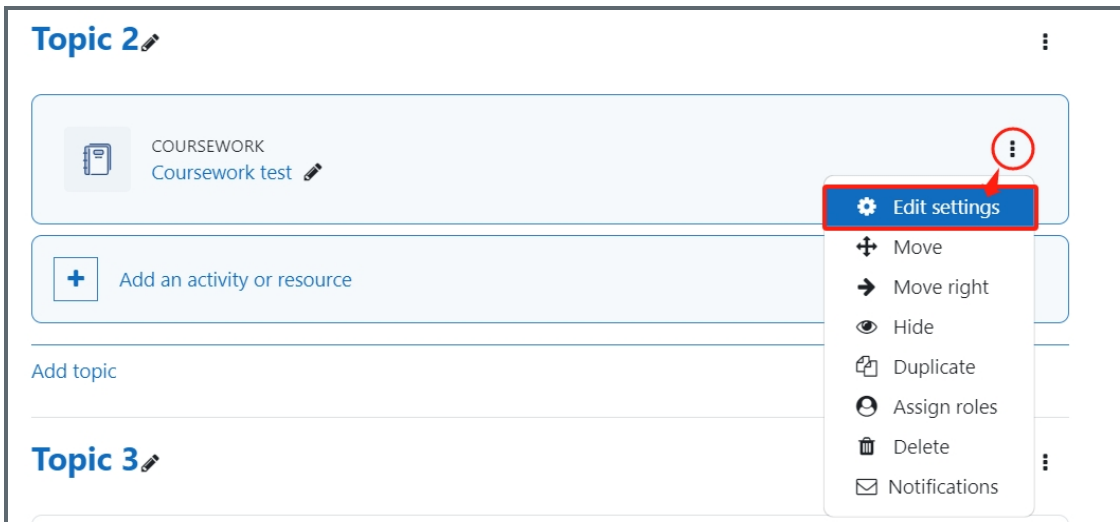 Topic 2
COURSEWORK
Coursework test
Edit settings
Move
Add an activity or resource
Move right
Hide
Add topic
Duplicate
Assign roles
Delete
Topic 3
Notifications